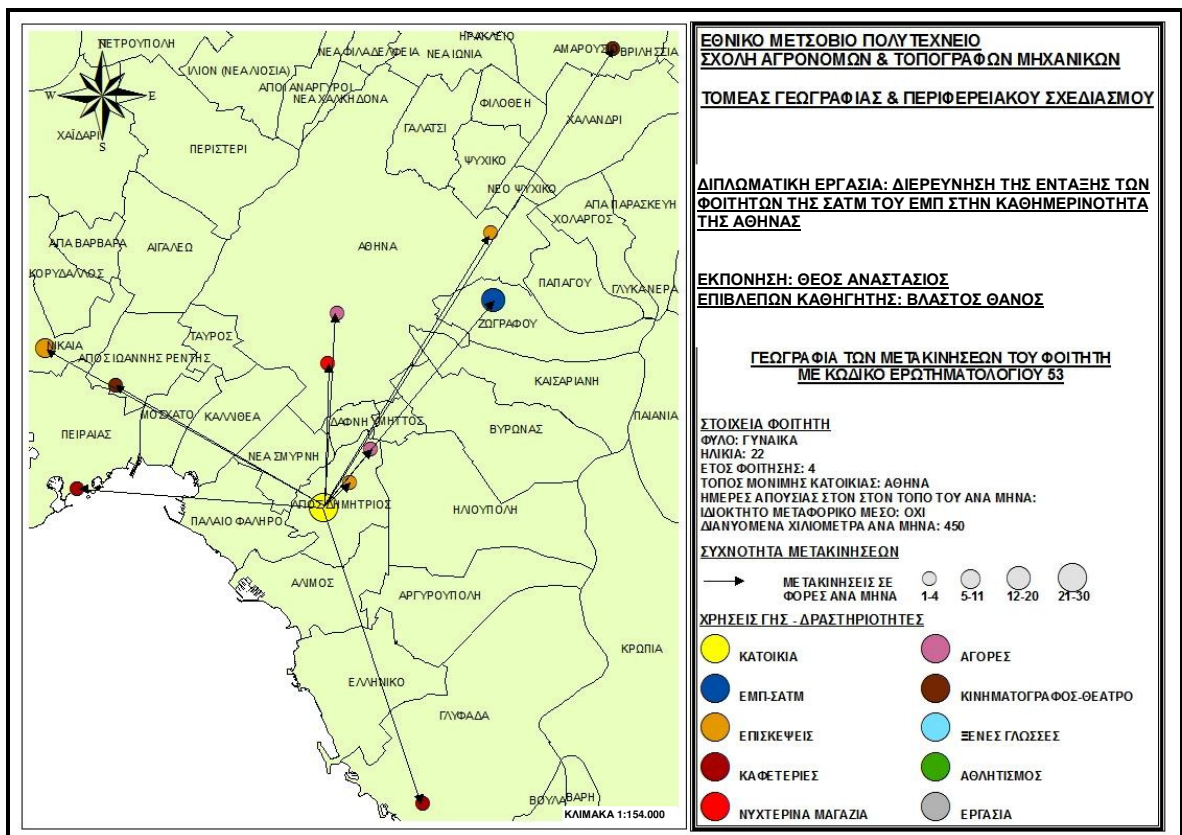 ΠΕΤΡΟΥΠΟΛΗ
ΗΡΑΚΛΕΙΟ
ΝΕΑ ΦΙΛΑΔΕΛΦΕΙΑ
ΝΕΑ ΙΩΝΙΑ
ΑΜΑΡΟΥΣΙΟ
ΒΡΙΛΗΣΣΙΑ
N
W
E
S
ΙΛΙΟΝ (ΝΕΑ ΛΙΟΣΙΑ)
ΑΓΙΟΙ ΑΝΑΡΓΥΡΟΙ
ΝΕΑ ΧΑΛΚΗΔΟΝΑ
ΦΙΛΟΘΕΗ
ΧΑΛΑΝΔΡΙ
ΓΑΛΑΤΣΙ
ΧΑΪΔΑΡΙ
ΠΕΡΙΣΤΕΡΙ
ΨΥΧΙΚΟ
ΝΕΟ ΨΥΧΙΚΟ
ΑΓΙΑ ΠΑΡΑΣΚΕΥΗ
ΧΟΛΑΡΓΟΣ
ΑΓΙΑ ΒΑΡΒΑΡΑ
ΑΙΓΑΛΕΩ
ΑΘΗΝΑ
ΚΟΡΥΔΑΛΛΟΣ
ΠΑΠΑΓΟΥ
ΓΛΥΚΑ ΝΕΡΑ
ΖΩΓΡΑΦΟΥ
ΤΑΥΡΟΣ
ΝΙΚΑΙΑ
ΑΓΙΟΣ ΙΩΑΝΝΗΣ ΡΕΝΤΗΣ
ΚΑΙΣΑΡΙΑΝΗ
ΜΟΣΧΑΤΟ
ΚΑΛΛΙΘΕΑ
ΔΑΦΝΗ
ΥΜΗΤΤΟΣ
ΒΥΡΩΝΑΣ
ΠΑΙΑΝΙΑ
ΠΕΙΡΑΙΑΣ
ΝΕΑ ΣΜΥΡΝΗ
ΑΓΙΟΣ ΔΗΜΗΤΡΙΟΣ
ΗΛΙΟΥΠΟΛΗ
ΠΑΛΑΙΟ ΦΑΛΗΡΟ
ΑΛΙΜΟΣ
ΑΡΓΥΡΟΥΠΟΛΗ
ΚΡΩΠΙΑ
ΕΛΛΗΝΙΚΟ
ΓΛΥΦΑΔΑ
ΒΟΥΛΑ
ΒΑΡΗ
ΚΛΙΜΑΚΑ 1:154.000
ΕΘΝΙΚΟ ΜΕΤΣΟΒΙΟ ΠΟΛΥΤΕΧΝΕΙΟ
ΣΧΟΛΗ ΑΓΡΟΝΟΜΩΝ & ΤΟΠΟΓΡΑΦΩΝ ΜΗΧΑΝΙΚΩΝ
ΤΟΜΕΑΣ ΓΕΩΓΡΑΦΙΑΣ & ΠΕΡΙΦΕΡΕΙΑΚΟΥ ΣΧΕΔΙΑΣΜΟΥ
ΔΙΠΛΩΜΑΤΙΚΗ ΕΡΓΑΣΙΑ: ΔΙΕΡΕΥΝΗΣΗ ΤΗΣ ΕΝΤΑΞΗΣ ΤΩΝ
ΦΟΙΤΗΤΩΝ ΤΗΣ ΣΑΤΜ ΤΟΥ ΕΜΠ ΣΤΗΝ ΚΑΘΗΜΕΡΙΝΟΤΗΤΑ
ΤΗΣ ΑΘΗΝΑΣ
ΕΚΠΟΝΗΣΗ: ΘΕΟΣ ΑΝΑΣΤΑΣΙΟΣ
ΕΠΙΒΛΕΠΩΝ ΚΑΘΗΓΗΤΗΣ: ΒΛΑΣΤΟΣ ΘΑΝΟΣ
ΓΕΩΓΡΑΦΙΑ ΤΩΝ ΜΕΤΑΚΙΝΗΣΕΩΝ ΤΟΥ ΦΟΙΤΗΤΗ
ΜΕ ΚΩΔΙΚΟ ΕΡΩΤΗΜΑΤΟΛΟΓΙΟΥ 53
ΣΤΟΙΧΕΙΑ ΦΟΙΤΗΤΗ
ΦΥΛΟ: ΓΥΝΑΙΚΑ
ΗΛΙΚΙΑ: 22
ΕΤΟΣ ΦΟΙΤΗΣΗΣ: 4
ΤΟΠΟΣ ΜΟΝΙΜΗΣ ΚΑΤΟΙΚΙΑΣ: ΑΘΗΝΑ
ΗΜΕΡΕΣ ΑΠΟΥΣΙΑΣ ΣΤΟΝ ΣΤΟΝ ΤΟΠΟ ΤΟΥ ΑΝΑ ΜΗΝΑ:
ΙΔΙΟΚΤΗΤΟ ΜΕΤΑΦΟΡΙΚΟ ΜΕΣΟ: ΟΧΙ
ΔΙΑΝΥΟΜΕΝΑ ΧΙΛΙΟΜΕΤΡΑ ΑΝΑ ΜΗΝΑ: 450
ΣΥΧΝΟΤΗΤΑ ΜΕΤΑΚΙΝΗΣΕΩΝ
ΜΕΤΑΚΙΝΗΣΕΙΣ ΣΕ
ΦΟΡΕΣ ΑΝΑ ΜΗΝΑ 1-4 5-11 12-20 21-30
ΧΡΗΣΕΙΣ ΓΗΣ - ΔΡΑΣΤΗΡΙΟΤΗΤΕΣ
ΚΑΤΟΙΚΙΑ ΑΓΟΡΕΣ
ΕΜΠ-ΣΑΤΜ ΚΙΝΗΜΑΤΟΓΡΑΦΟΣ-ΘΕΑΤΡΟ
ΕΠΙΣΚΕΨΕΙΣ ΞΕΝΕΣ ΓΛΩΣΣΕΣ
ΚΑΦΕΤΕΡΙΕΣ ΑΘΛΗΤΙΣΜΟΣ
ΝΥΧΤΕΡΙΝΑ ΜΑΓΑΖΙΑ ΕΡΓΑΣΙΑ